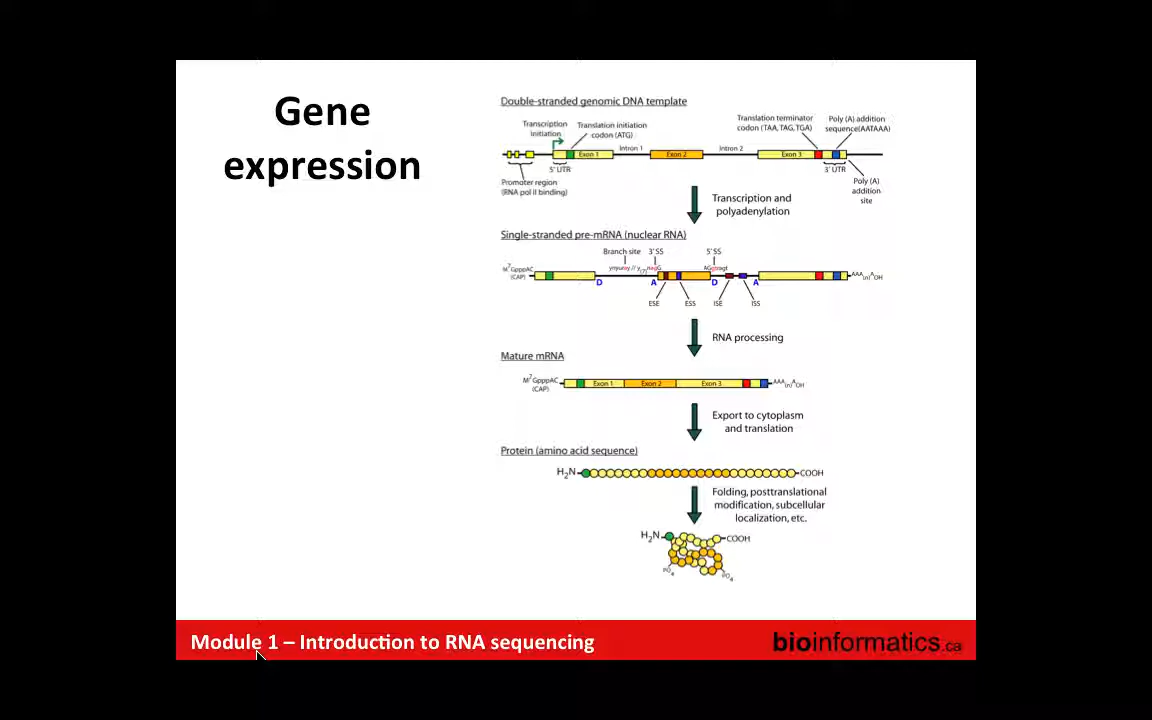 Gene
expression
Double-stranded genomic DNA template
Transcription
initiation
Translation initiation
codon (ATG)
Translation terminator
codon (TAA, TAG, TGA)
Poly (A) addition
sequence(AATAAA)
Exon 1
Intron 1
Exon 2
Intron 2
Exon 3
5' UTR
3' UTR
Promoter region
(RNA pol II binding)
Poly (A)
addition
site
Transcription and
polyadenylation
Single-stranded pre-mRNA (nuclear RNA)
Branch site
3' SS
5' SS
M7GpppAC
(CAP)
AAA(n)AOH
D
A
D
A
ESE
ESS
ISE
ISS
RNA processing
Mature mRNA
M7GpppAC
(CAP)
Exon 1
Exon 2
Exon 3
AAA(n)AOH
Export to cytoplasm
and translation
Protein (amino acid sequence)
H2N
COOH
Folding, posttranslational
modification, subcellular
localization, etc.
H2N
COOH
PO4
PO4
Module 1 – Introduction to RNA sequencing
bioinformatics.ca